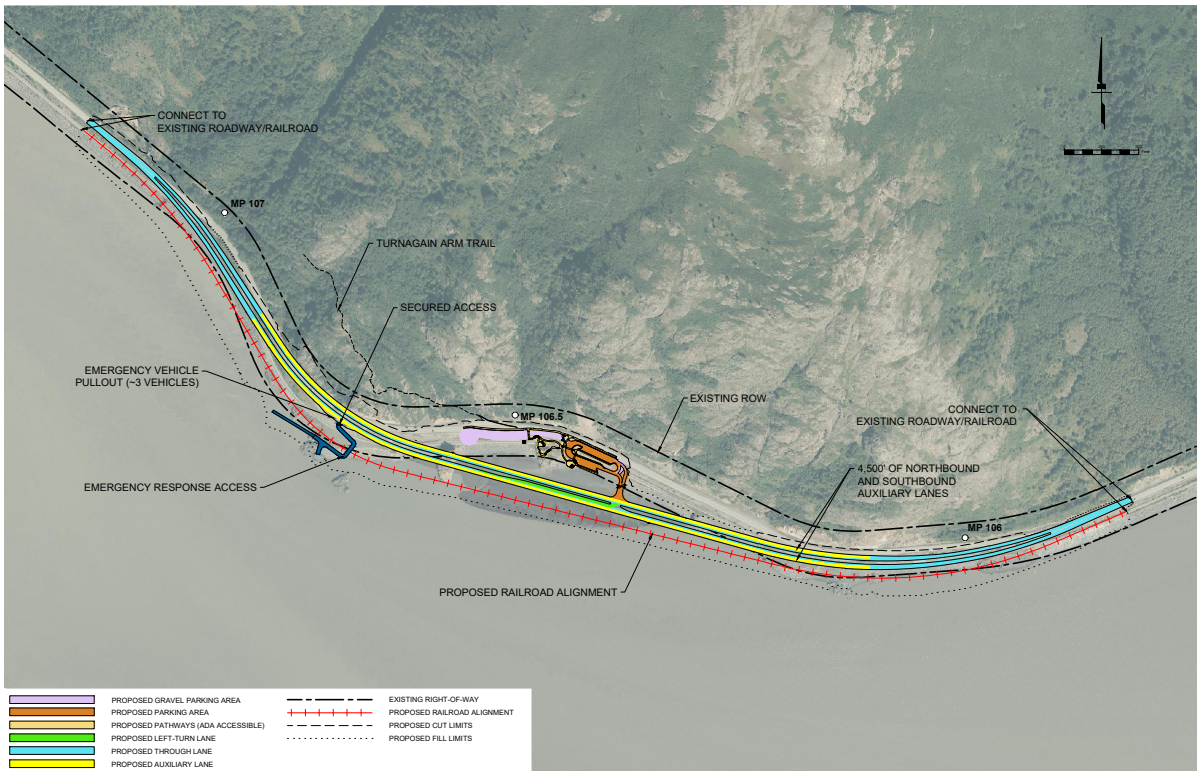 CONNECT TO
EXISTING ROADWAY/RAILROAD
MP 107
TURNAGAIN ARM TRAIL
SECURED ACCESS
EMERGENCY VEHICLE
PULLOUT (~3 VEHICLES)
MP 106.5
EXISTING ROW
CONNECT TO
EXISTING ROADWAY/RAILROAD
4,500' OF NORTHBOUND
AND SOUTHBOUND
AUXILIARY LANES
EMERGENCY RESPONSE ACCESS
MP 106
PROPOSED RAILROAD ALIGNMENT
PROPOSED GRAVEL PARKING AREA
PROPOSED PARKING AREA
PROPOSED PATHWAYS (ADA ACCESSIBLE)
PROPOSED LEFT-TURN LANE
PROPOSED THROUGH LANE
PROPOSED AUXILIARY LANE
EXISTING RIGHT-OF-WAY
PROPOSED RAILROAD ALIGNMENT
PROPOSED CUT LIMITS
PROPOSED FILL LIMITS